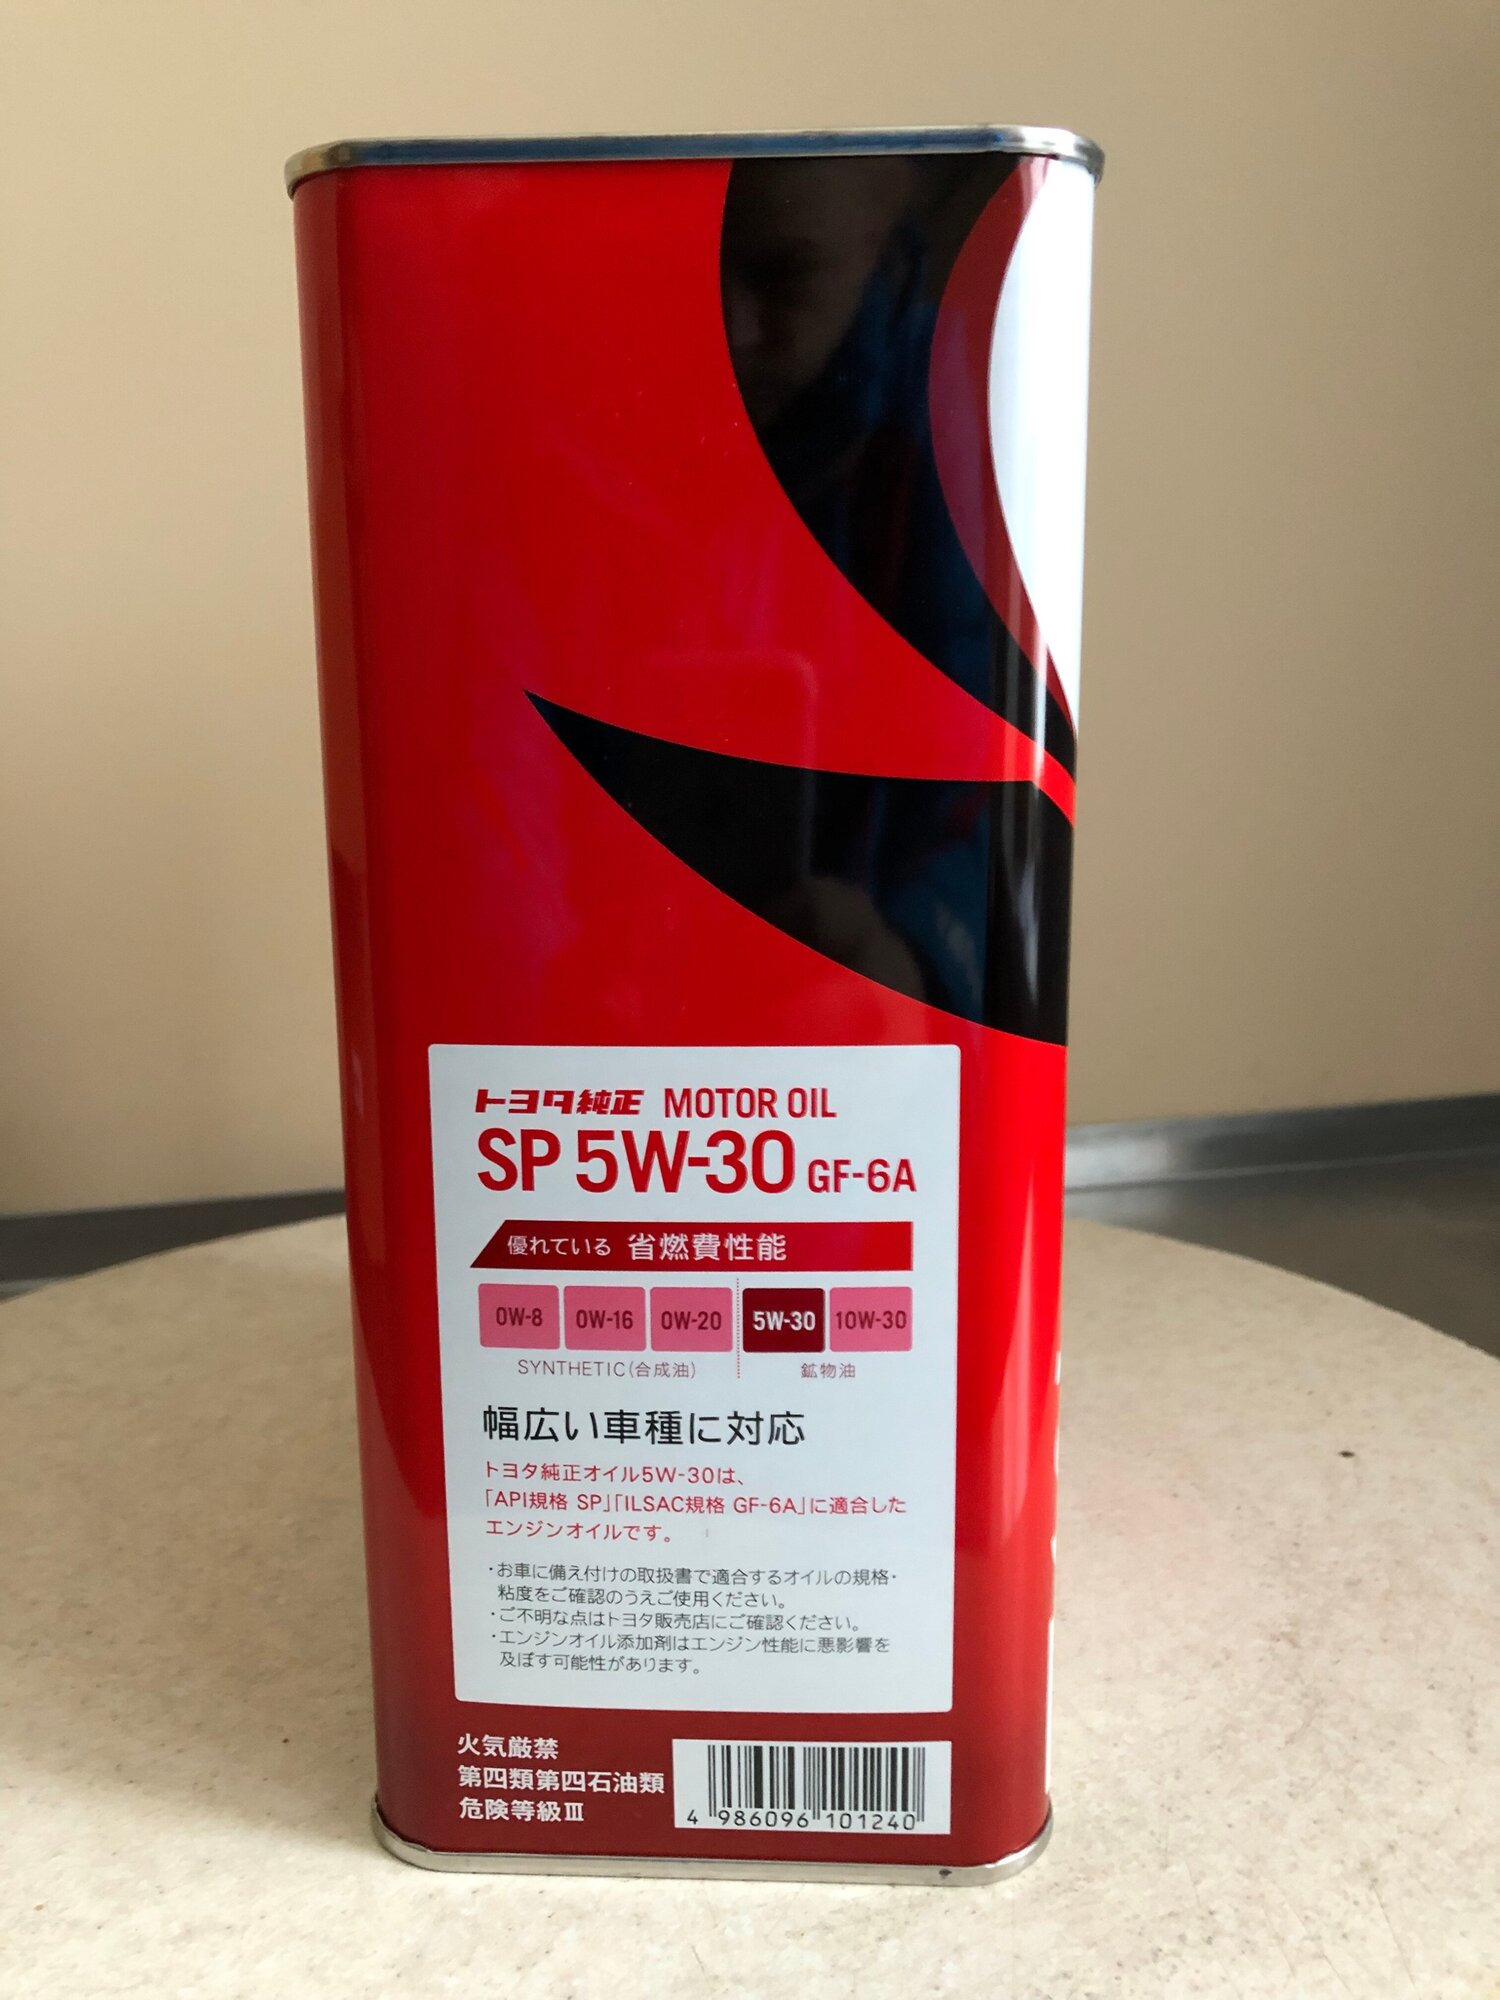 トヨタ純正 MOTOR OIL
SP 5W-30 GF-6A
優れている 省燃費性能
0W-8 0W-16 0W-20 5W-30 10W-30
SYNTHETIC(合成油) 鉱物油
幅広い車種に対応
トヨタ純正オイル5W-30は、
「API規格 SP」「ILSAC規格 GF-6A」に適合した
エンジンオイルです。
・お車に備え付けの取扱書で適合するオイルの規格・
粘度をご確認のうえご使用ください。
・ご不明な点はトヨタ販売店にご確認ください。
・エンジンオイル添加剤はエンジン性能に悪影響を
及ぼす可能性があります。
火気厳禁
第四類第四石油類
危険等級Ⅲ
4 986096 101240